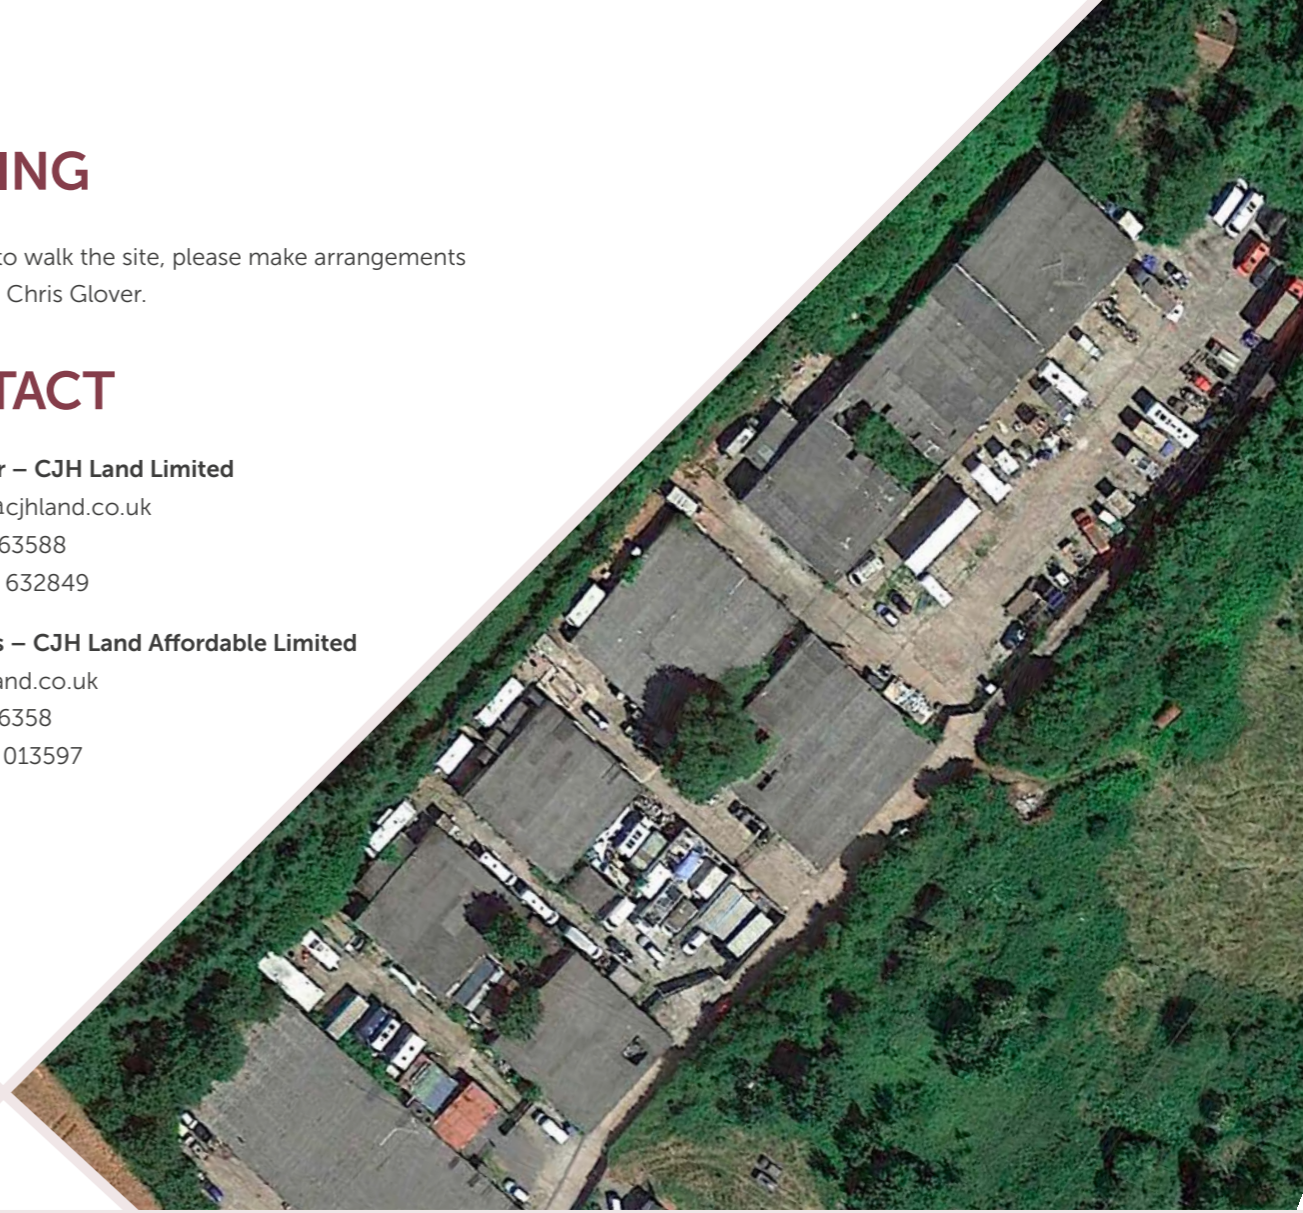 ING
to walk the site, please make arrangements
Chris Glover.
TACT
r – CJH Land Limited
cjhland.co.uk
63588
632849
s – CJH Land Affordable Limited
and.co.uk
6358
013597